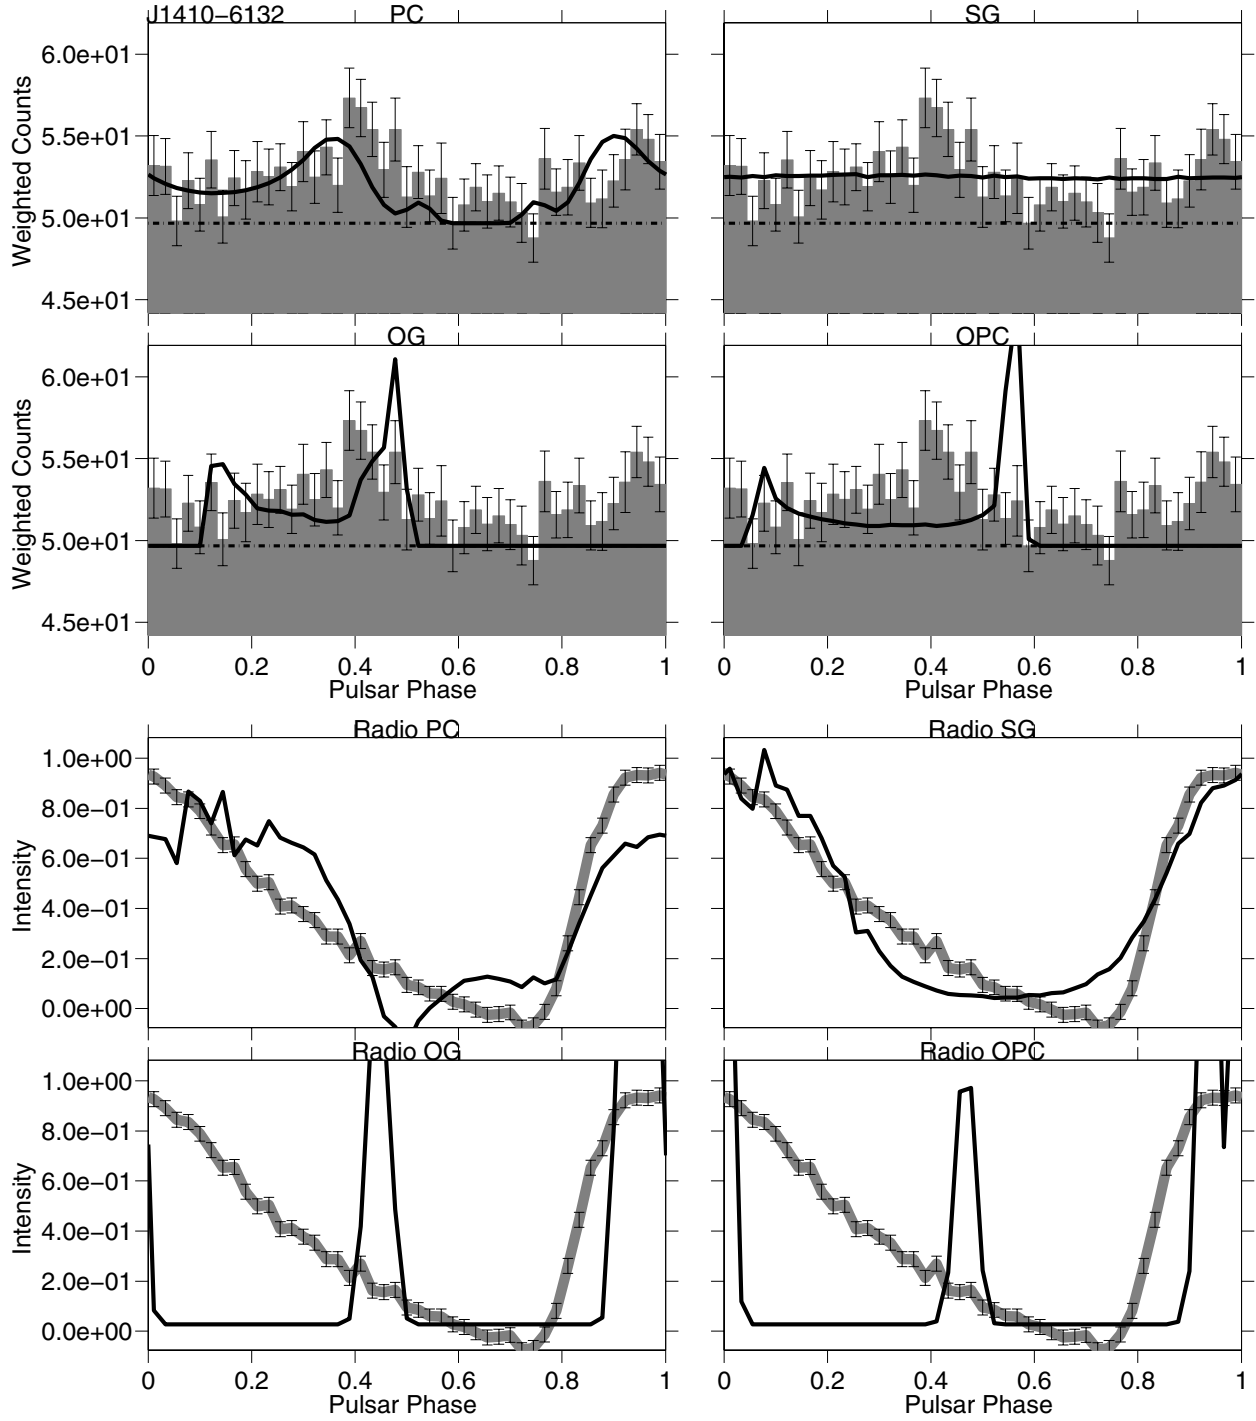 J1410−6132 PC SG
6.0e+01
5.5e+01
5.0e+01
4.5e+01
Weighted Counts
OG OPC
6.0e+01
5.5e+01
5.0e+01
4.5e+01
Weighted Counts
0 0.2 0.4 0.6 0.8 1 0 0.2 0.4 0.6 0.8 1
Pulsar Phase Pulsar Phase
Radio PC Radio SG
1.0e+00
8.0e−01
6.0e−01
4.0e−01
2.0e−01
0.0e+00
Intensity
Radio OG Radio OPC
1.0e+00
8.0e−01
6.0e−01
4.0e−01
2.0e−01
0.0e+00
Intensity
0 0.2 0.4 0.6 0.8 1 0 0.2 0.4 0.6 0.8 1
Pulsar Phase Pulsar Phase